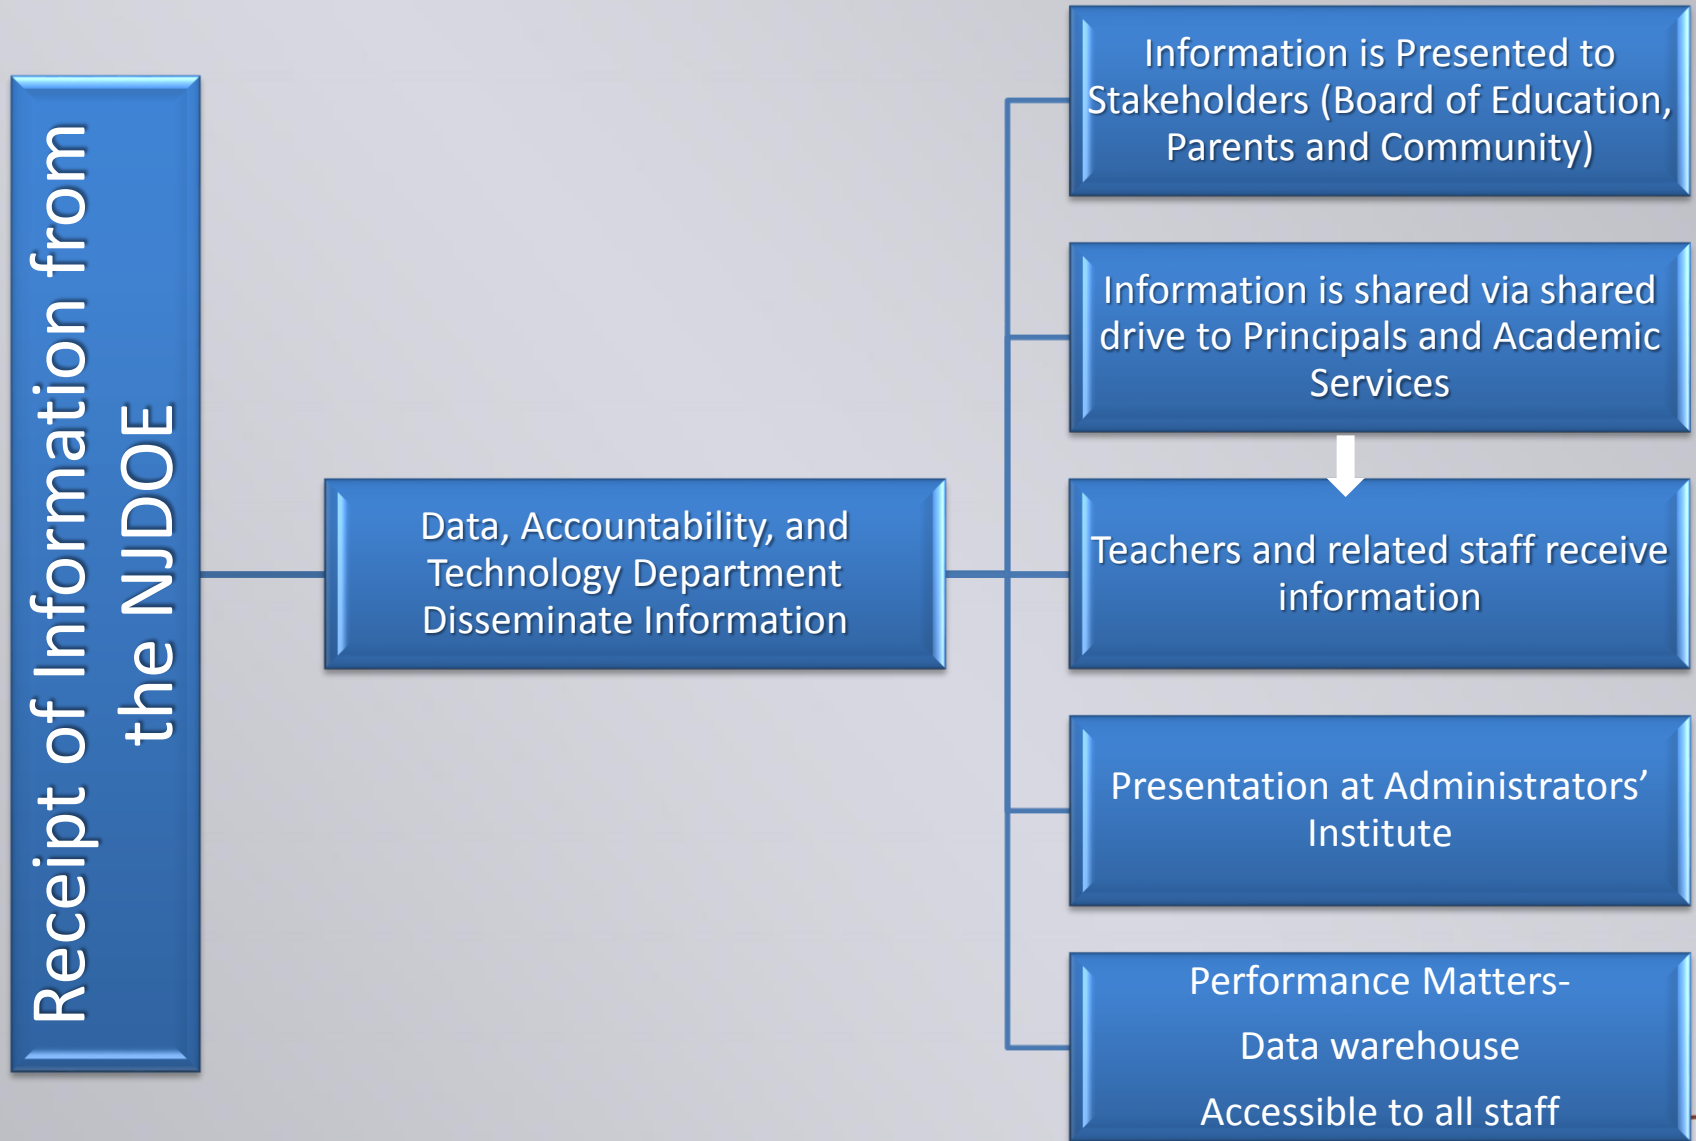 Receipt of Information from
the NJDOE
Data, Accountability, and
Technology Department
Disseminate Information
Information is Presented to
Stakeholders (Board of Education,
Parents and Community)
Information is shared via shared
drive to Principals and Academic
Services
Teachers and related staff receive
information
Presentation at Administrators’
Institute
Performance Matters-
Data warehouse
Accessible to all staff